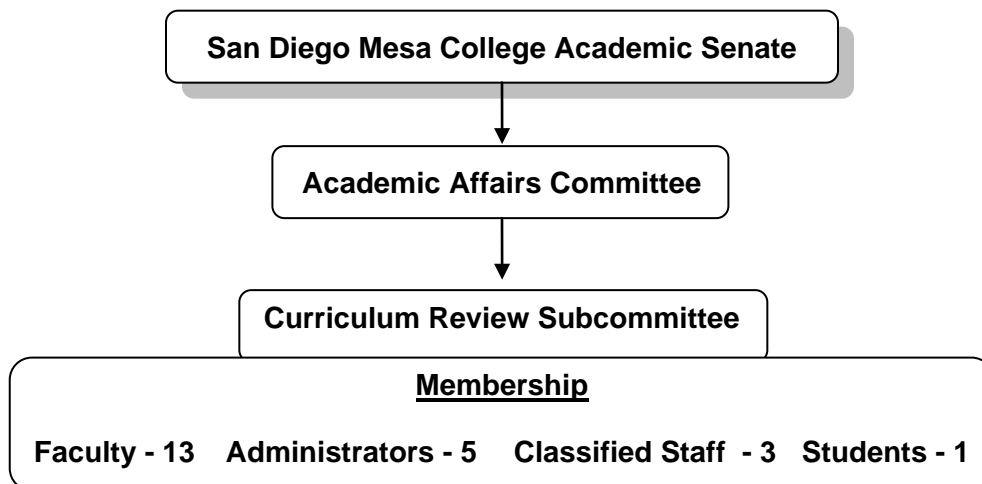 San Diego Mesa College Academic Senate
Academic Affairs Committee
Curriculum Review Subcommittee
Membership
Faculty - 13 Administrators - 5 Classified Staff - 3 Students - 1